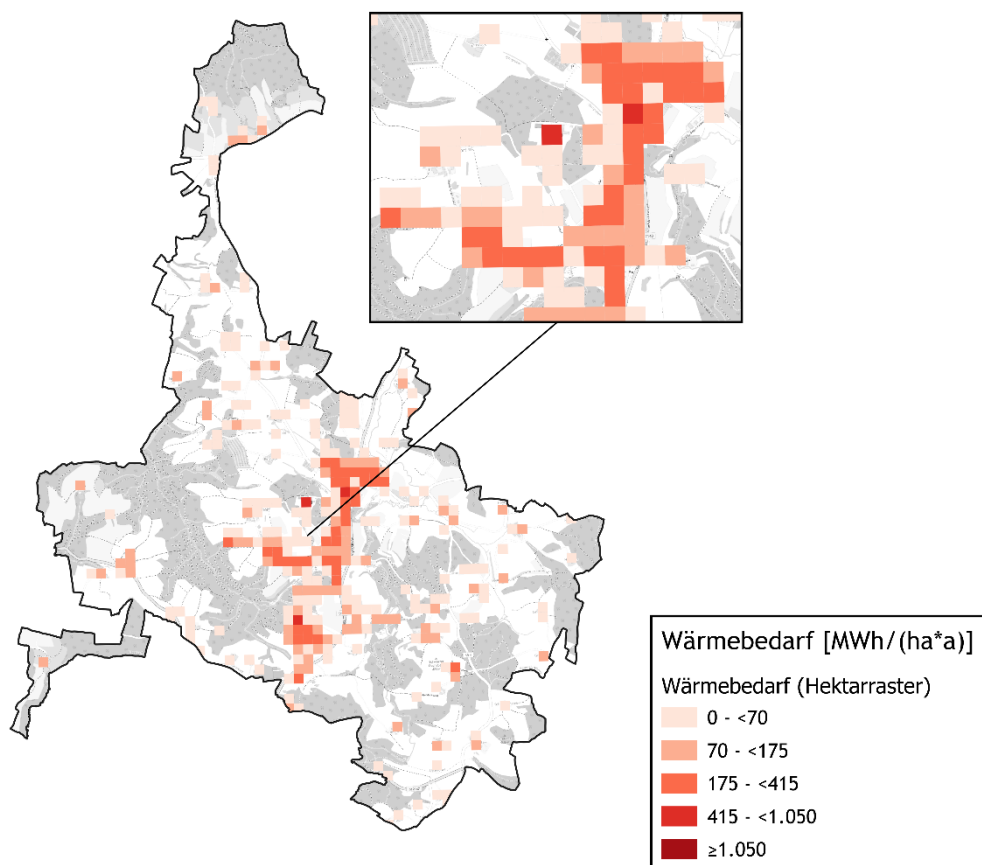 Wärmebedarf [MWh/(ha*a)]
Wärmebedarf (Hektarraster)
0 - <70
70 - <175
175 - <415
415 - <1.050
≥1.050